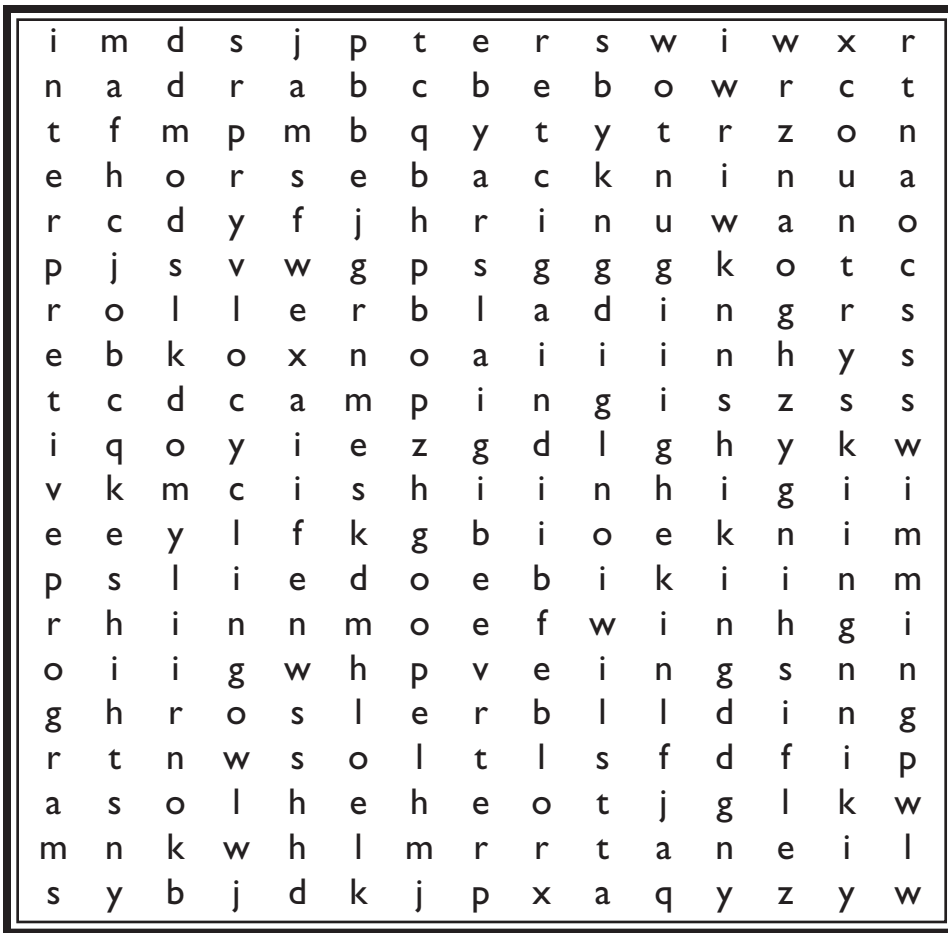 i m d s j p t e r s w i w x r
n a d r a b c b e b o w r c t
t f m p m b q y t y t r z o n
e h o r s e b a c k n i n u a
r c d y f j h r i n u w a n o
p j s v w g p s g g g k o t c
r o l l e r b l a d i n g r s
e b k o x n o a i i i n h y s
t c d c a m p i n g i s z s s
i q o y i e z g d l g h y k w
v k m c i s h i i n h i g i i
e e y l f k g b i o e k n i m
p s l i e d o e b i k i i n m
r h i n n m o e f w i n h g i
o i i g w h p v e i n g s n n
g h r o s l e r b l l d i n g
r t n w s o l t l s f d f i p
a s o l h e h e o t j g l k w
m n k w h l m r r t a n e i l
s y b j d k j p x a q y z y w